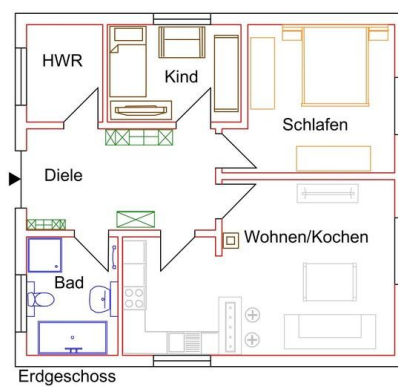 HWR
Kind
Schlafen
Diele
Wohnen/Kochen
Bad
Erdgeschoss